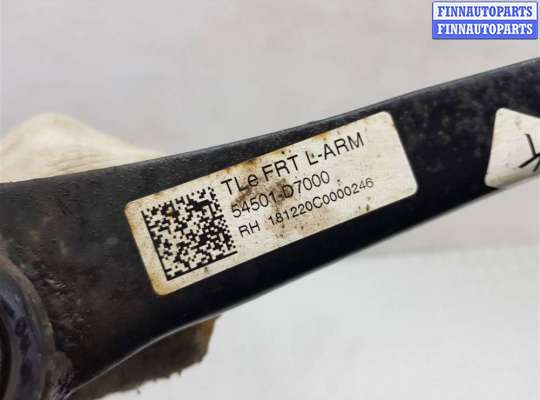 FINNAUTOPARTS
FINNAUTOPARTS
TLe FRT L-ARM
54501-D7000
RH 181220C0000246